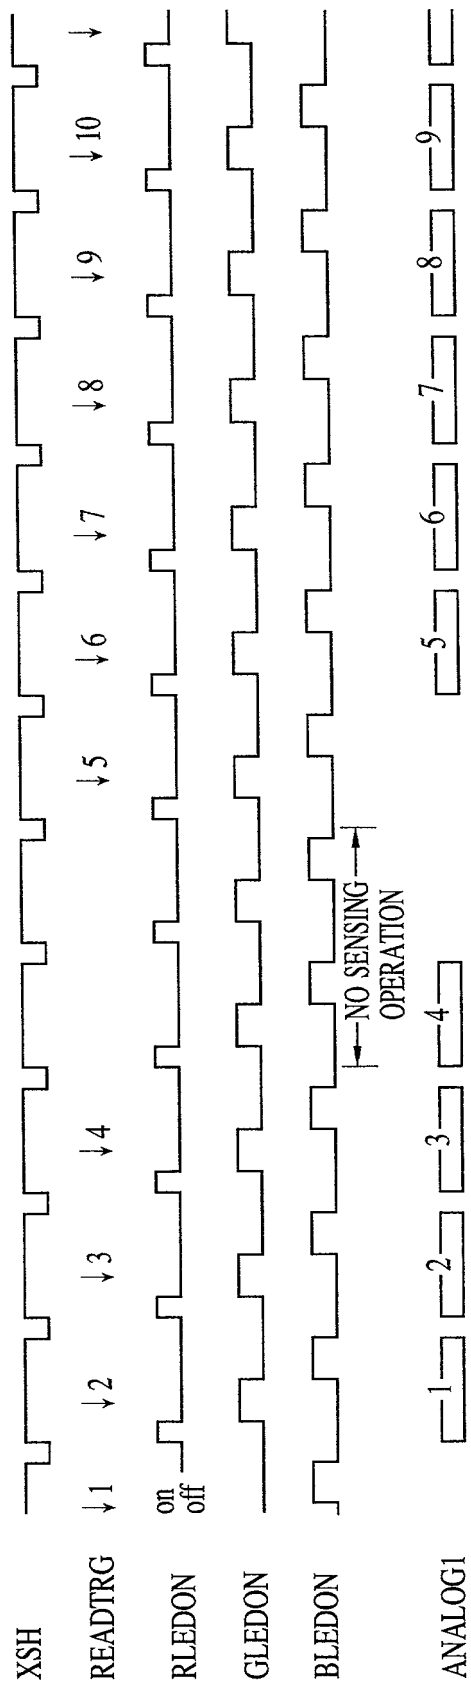 XSH
READTRG ↓1 ↓2 ↓3 ↓4 ↓5 ↓6 ↓7 ↓8 ↓9 ↓10 ↓
RLEDON on
off
GLEDON
BLEDON
NO SENSING
OPERATION
ANALOG1 1 2 3 4 5 6 7 8 9